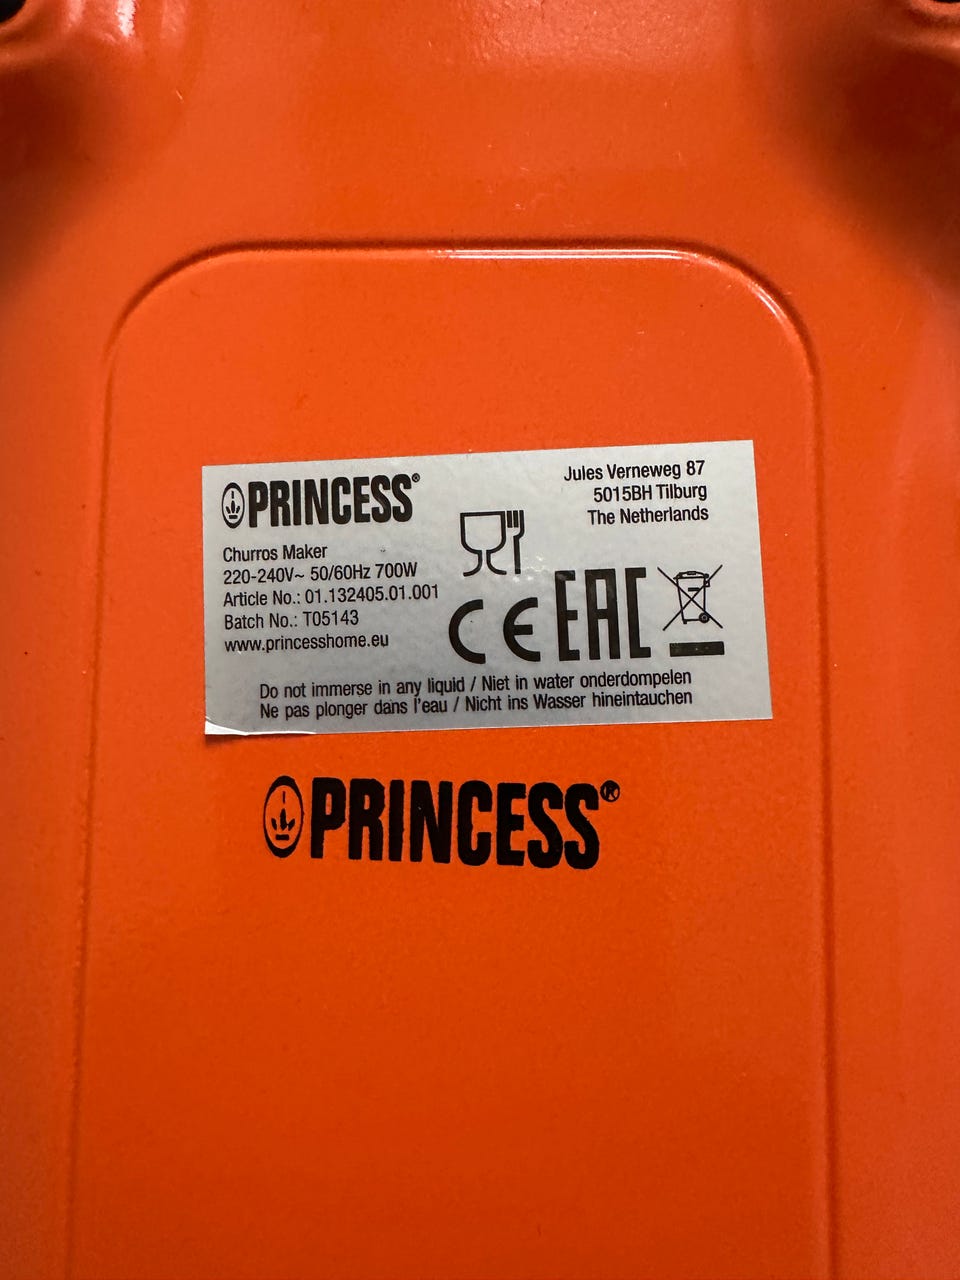 PRINCESS®
Churros Maker
220-240V~ 50/60Hz 700W
Article No.: 01.132405.01.001
Batch No.: T05143
www.princesshome.eu
Jules Verneweg 87
5015BH Tilburg
The Netherlands
CE EAC
Do not immerse in any liquid / Niet in water onderdompelen
Ne pas plonger dans l'eau / Nicht ins Wasser hineintauchen
PRINCESS®